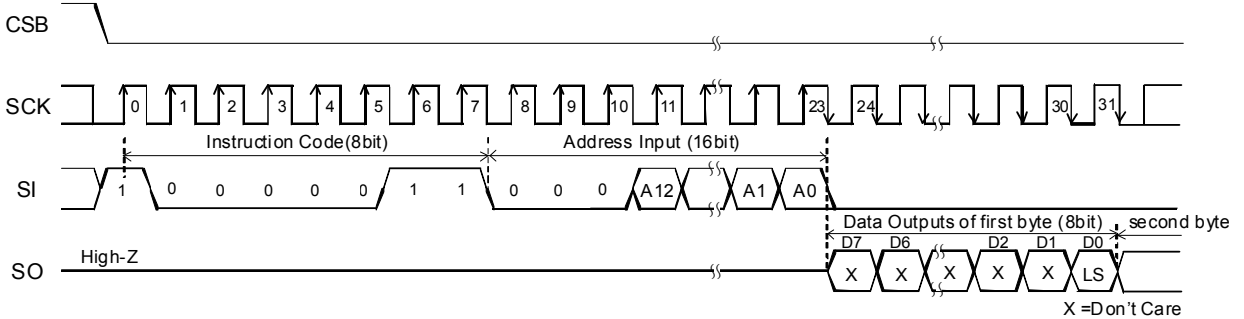 CSB
SCK 0 1 2 3 4 5 6 7 8 9 10 11 23 24 30 31
Instruction Code(8bit) Address Input (16bit)
SI 1 0 0 0 0 0 1 1 0 0 0 A12 A1 A0
Data Outputs of first byte (8bit) second byte
D7 D6 D2 D1 D0
SO High-Z X X X X LS
X =Don't Care